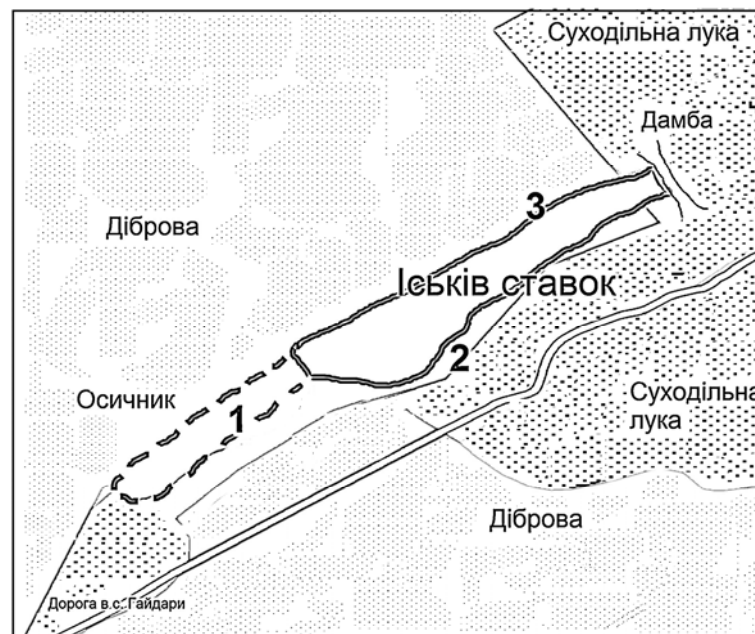 Суходільна лука
Дамба
3
Діброва
Іськів ставок
2
Осичник
1
Суходільна
лука
Діброва
Дорога в.с. Гайдари